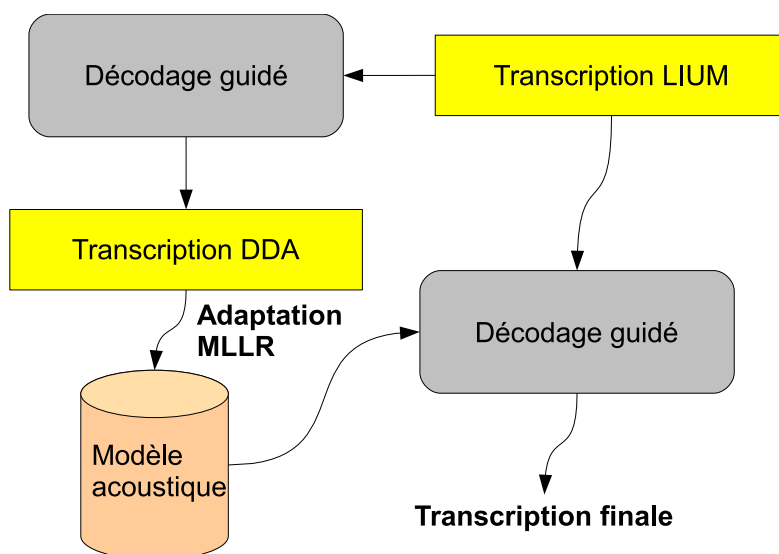 Décodage guidé
Transcription LIUM
Transcription DDA
Adaptation
MLLR
Décodage guidé
Modèle
acoustique
Transcription finale